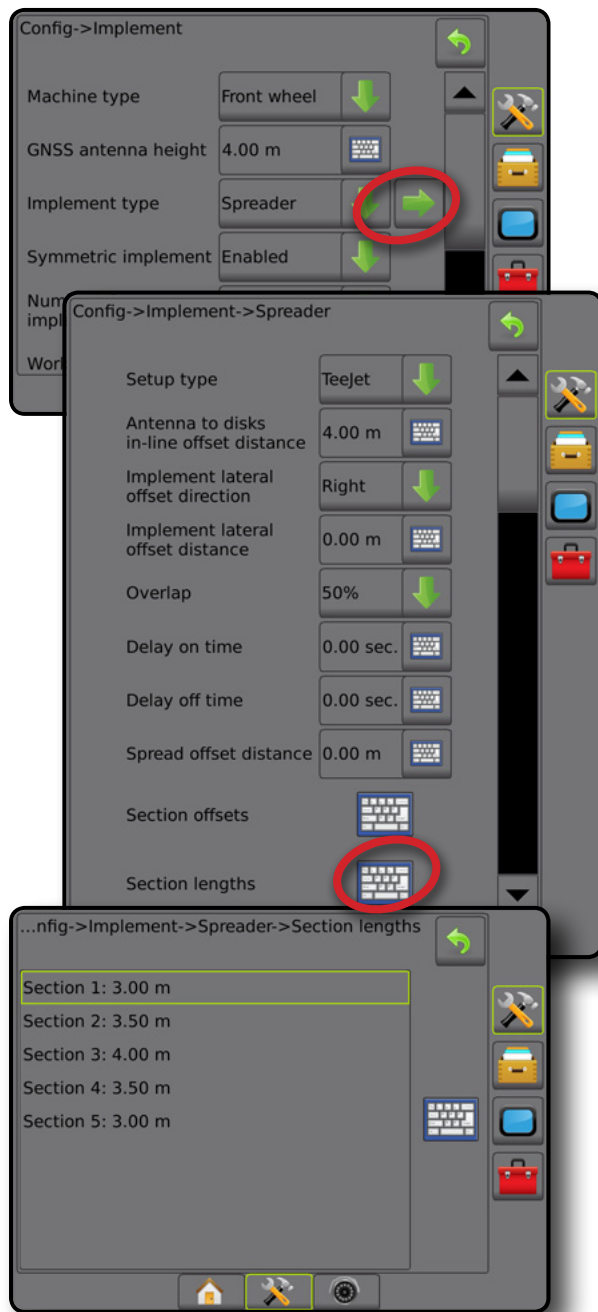 Config->Implement
Machine type
Front wheel
GNSS antenna height
4.00 m
Implement type
Spreader
Symmetric implement
Enabled
Config->Implement->Spreader
Setup type
TeeJet
Antenna to disks
in-line offset distance
4.00 m
Implement lateral
offset direction
Right
Implement lateral
offset distance
0.00 m
Overlap
50%
Delay on time
0.00 sec.
Delay off time
0.00 sec.
Spread offset distance
0.00 m
Section offsets
Section lengths
...nfig->Implement->Spreader->Section lengths
Section 1: 3.00 m
Section 2: 3.50 m
Section 3: 4.00 m
Section 4: 3.50 m
Section 5: 3.00 m